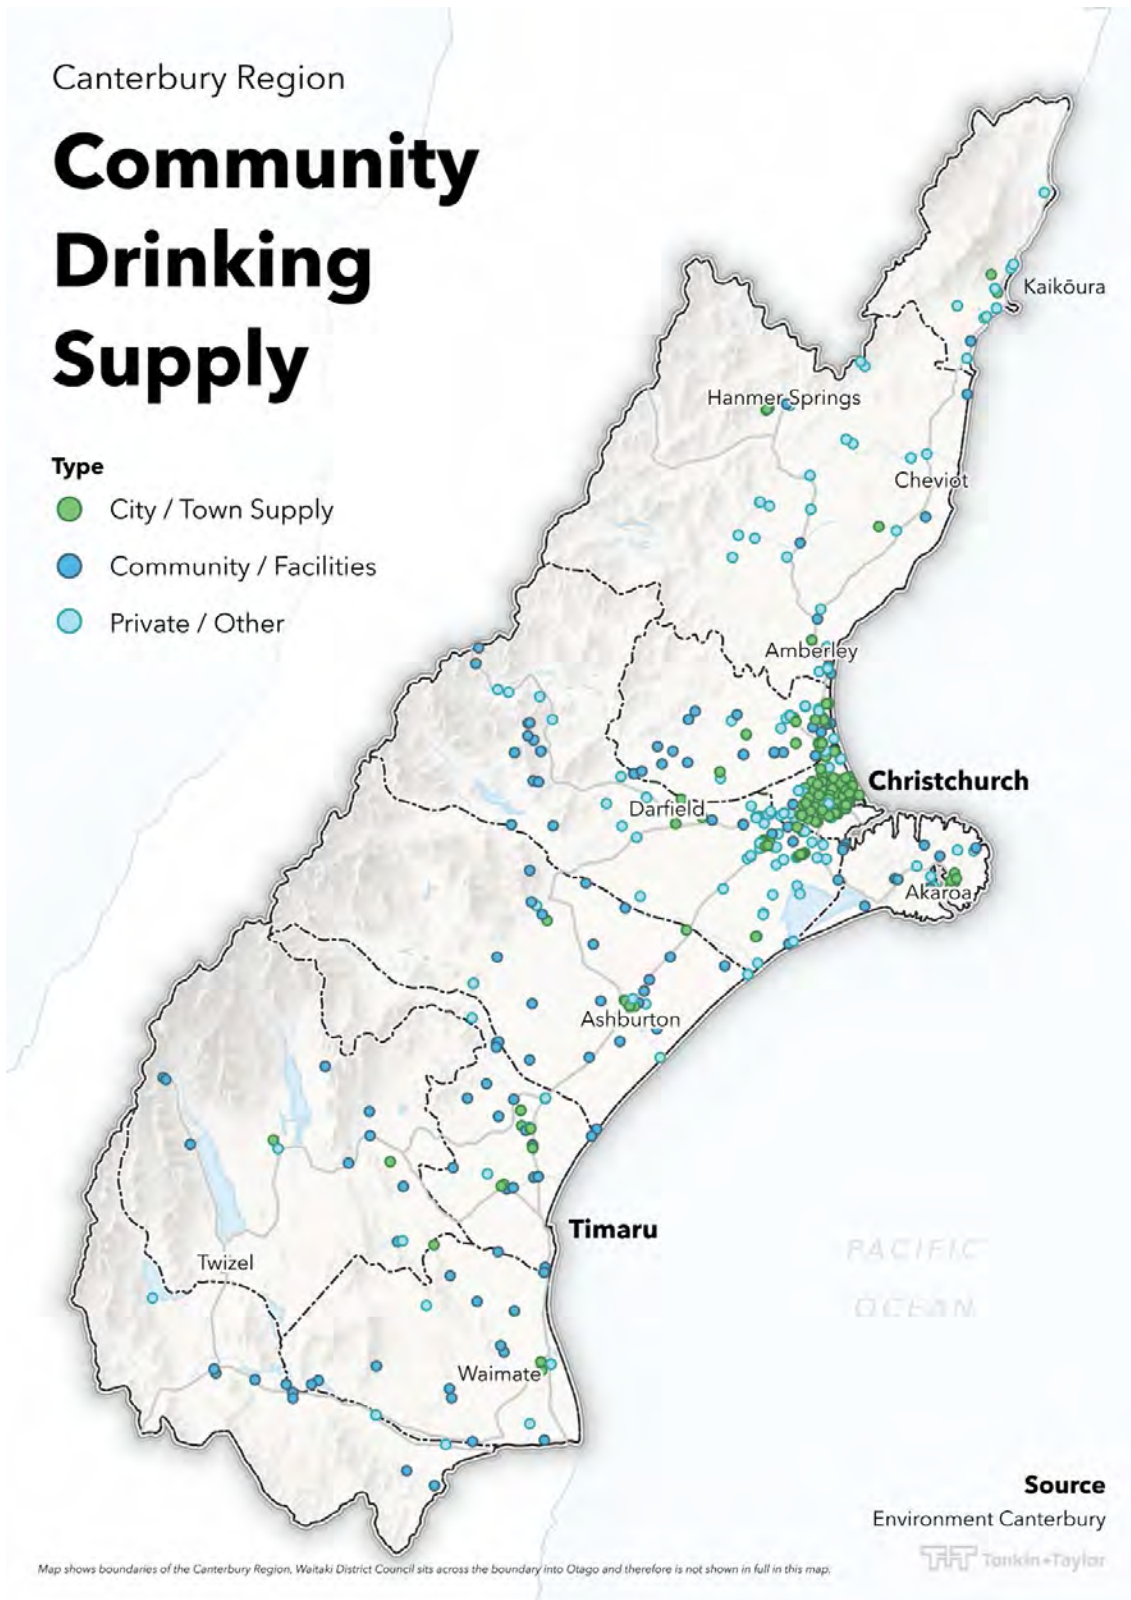 Canterbury Region
Community
Drinking
Supply
Type
City / Town Supply
Community / Facilities
Private / Other
Kaikōura
Hanmer Springs
Cheviot
Amberley
Christchurch
Darfield
Akaroa
Ashburton
Timaru
Twizel
PACIFIC
OCEAN
Waimate
Source
Environment Canterbury
Tonkin+Taylor
Map shows boundaries of the Canterbury Region, Waitaki District Council sits across the boundary into Otago and therefore is not shown in full in this map.